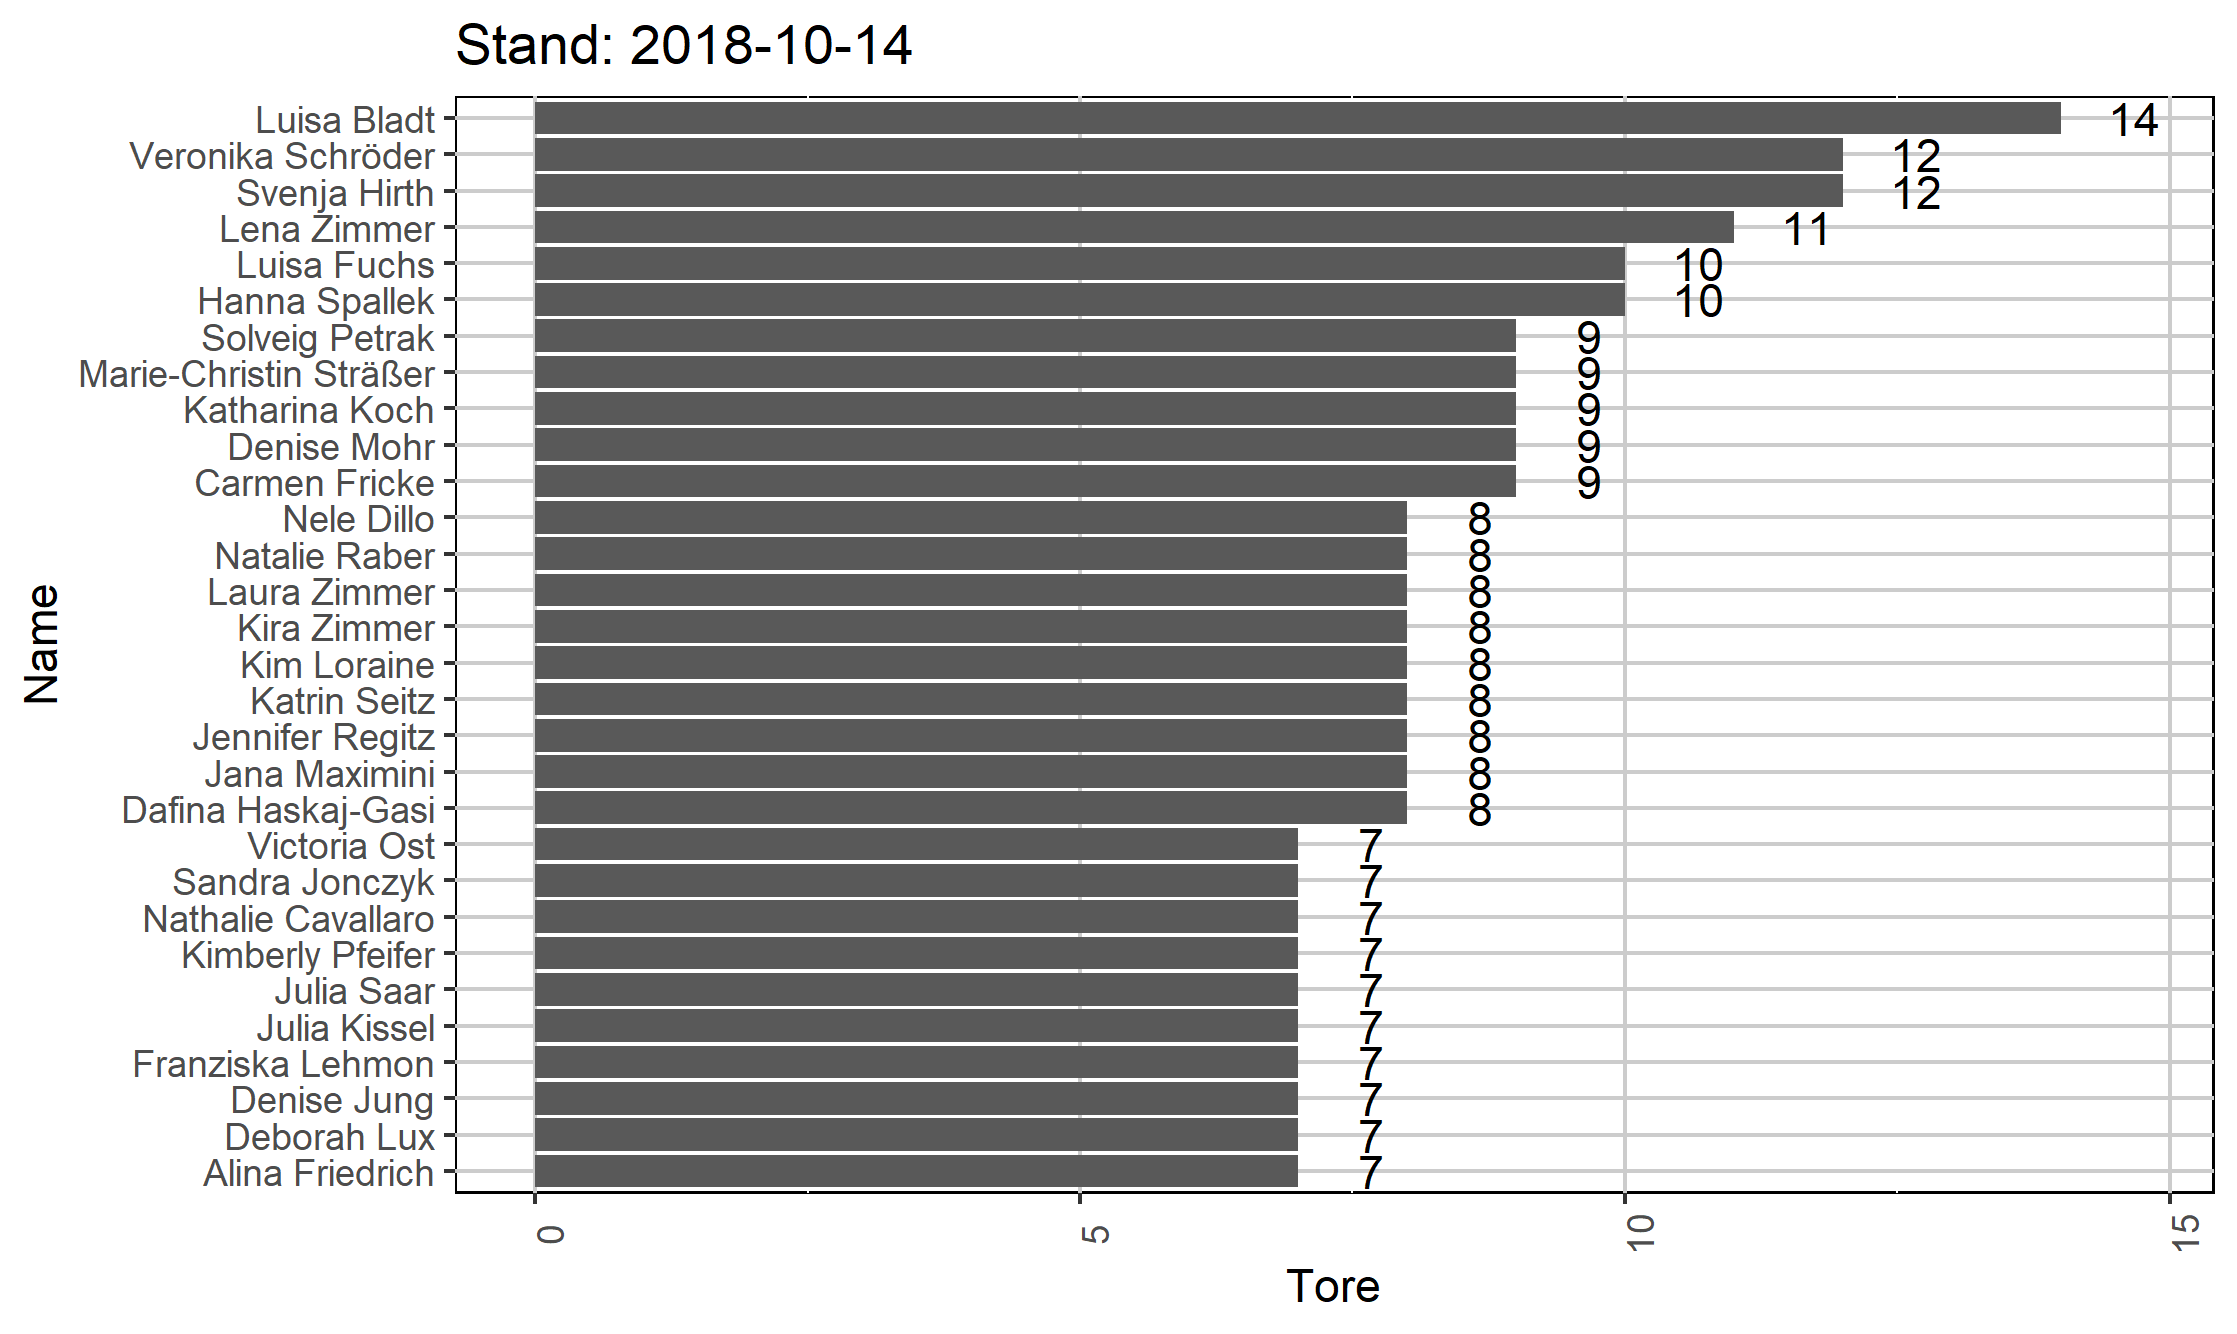 Stand: 2018-10-14
Luisa Bladt 14
Veronika Schröder 12
Svenja Hirth 12
Lena Zimmer 11
Luisa Fuchs 10
Hanna Spallek 10
Solveig Petrak 9
Marie-Christin Sträßer 9
Katharina Koch 9
Denise Mohr 9
Carmen Fricke 9
Nele Dillo 8
Natalie Raber 8
Laura Zimmer 8
Kira Zimmer 8
Kim Loraine 8
Katrin Seitz 8
Jennifer Regitz 8
Jana Maximini 8
Dafina Haskaj-Gasi 8
Victoria Ost 7
Sandra Jonczyk 7
Nathalie Cavallaro 7
Kimberly Pfeifer 7
Julia Saar 7
Julia Kissel 7
Franziska Lehmon 7
Denise Jung 7
Deborah Lux 7
Alina Friedrich 7
Name
0 5 10 15
Tore